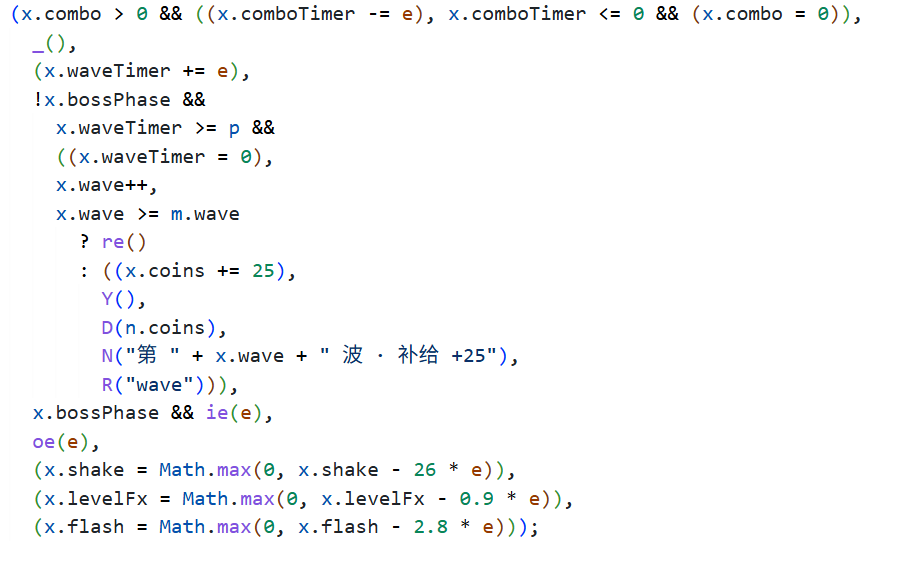 (x.combo > 0 && ((x.comboTimer -= e), x.comboTimer <= 0 && (x.combo = 0)),
_(),
(x.waveTimer += e),
!x.bossPhase &&
x.waveTimer >= p &&
((x.waveTimer = 0),
x.wave++,
x.wave >= m.wave
? re()
: ((x.coins += 25),
Y(),
D(n.coins),
N("第 " + x.wave + " 波 · 补给 +25"),
R("wave"))),
x.bossPhase && ie(e),
oe(e),
(x.shake = Math.max(0, x.shake - 26 * e)),
(x.levelFx = Math.max(0, x.levelFx - 0.9 * e)),
(x.flash = Math.max(0, x.flash - 2.8 * e)));